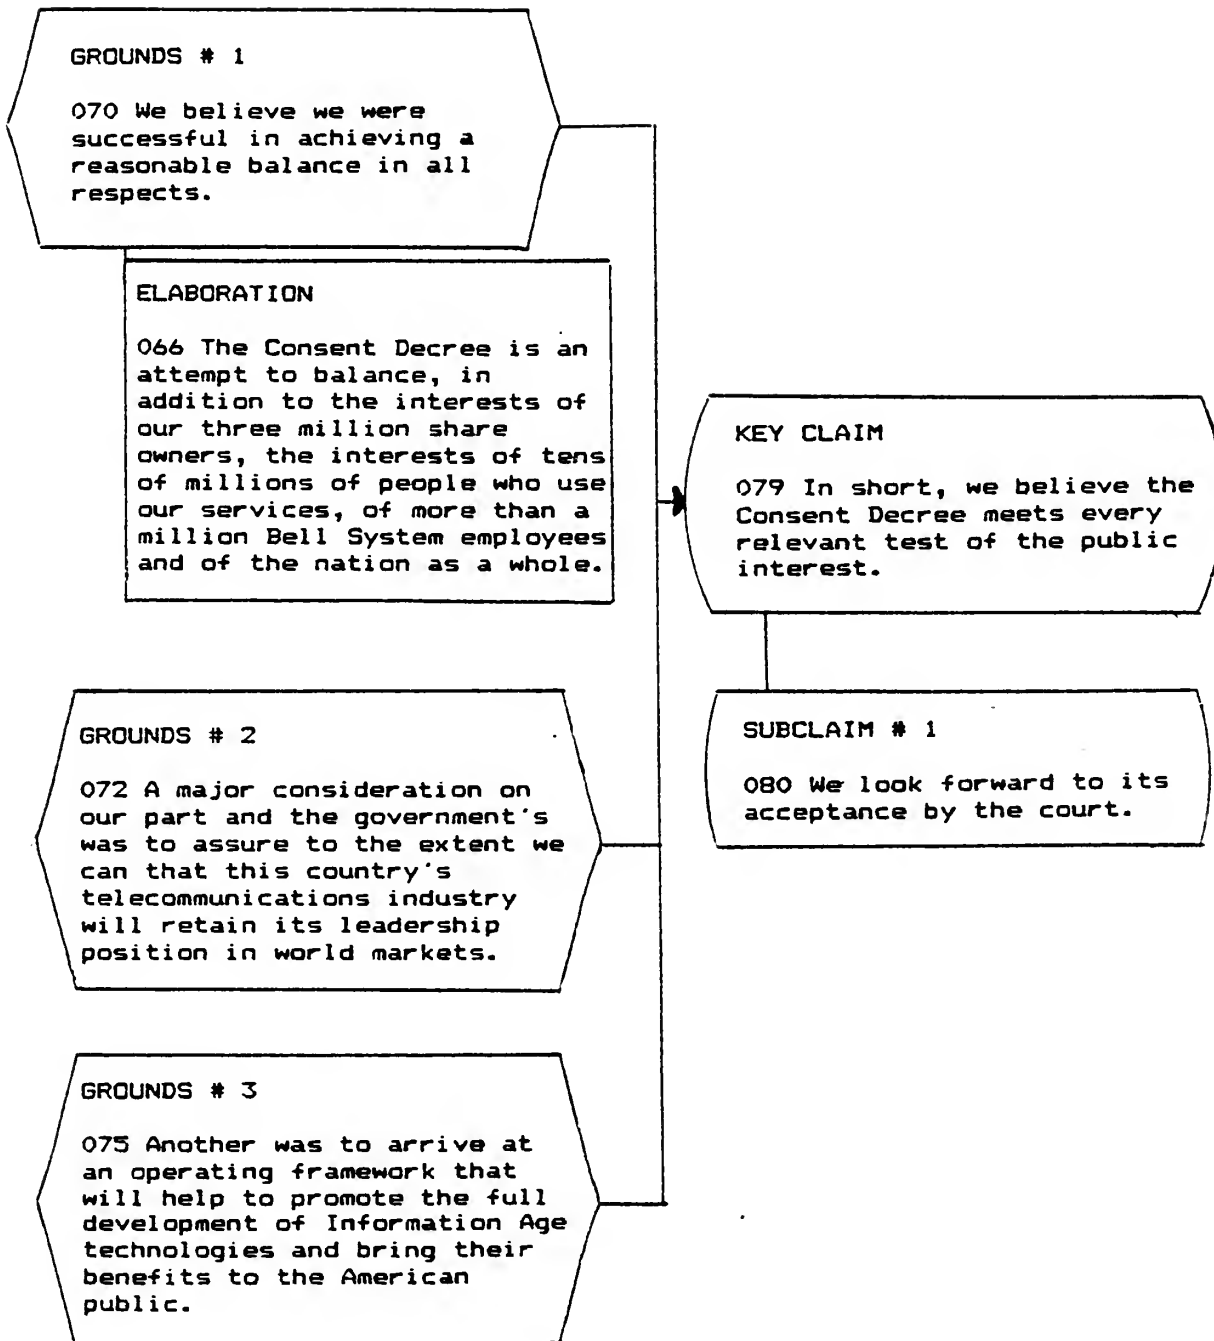 GROUNDS # 1
070 We believe we were
successful in achieving a
reasonable balance in all
respects.
ELABORATION
066 The Consent Decree is an
attempt to balance, in
addition to the interests of
our three million share
owners, the interests of tens
of millions of people who use
our services, of more than a
million Bell System employees
and of the nation as a whole.
KEY CLAIM
079 In short, we believe the
Consent Decree meets every
relevant test of the public
interest.
SUBCLAIM # 1
080 We look forward to its
acceptance by the court.
GROUNDS # 2
072 A major consideration on
our part and the government's
was to assure to the extent we
can that this country's
telecommunications industry
will retain its leadership
position in world markets.
GROUNDS # 3
075 Another was to arrive at
an operating framework that
will help to promote the full
development of Information Age
technologies and bring their
benefits to the American
public.